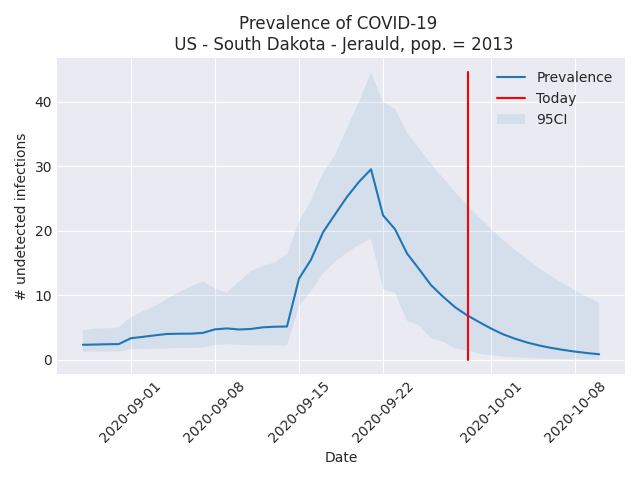 Prevalence of COVID-19
US - South Dakota - Jerauld, pop. = 2013
Prevalence
Today
95CI
# undetected infections
40
30
20
10
0
2020-09-01
2020-09-08
2020-09-15
2020-09-22
2020-10-01
2020-10-08
Date